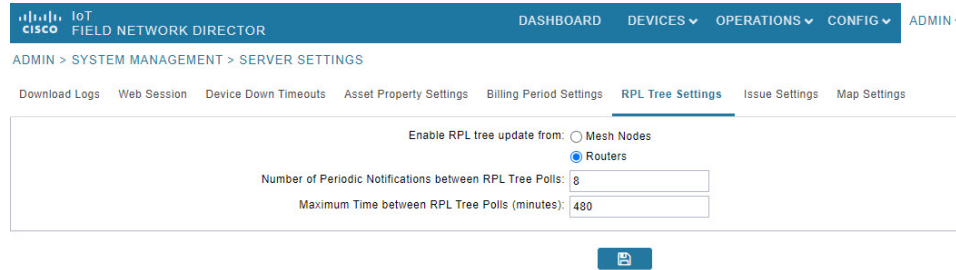 cisco IoT
FIELD NETWORK DIRECTOR
DASHBOARD DEVICES OPERATIONS CONFIG ADMIN
ADMIN > SYSTEM MANAGEMENT > SERVER SETTINGS
Download Logs Web Session Device Down Timeouts Asset Property Settings Billing Period Settings RPL Tree Settings Issue Settings Map Settings
Enable RPL tree update from: Mesh Nodes
Routers
Number of Periodic Notifications between RPL Tree Polls: 8
Maximum Time between RPL Tree Polls (minutes): 480